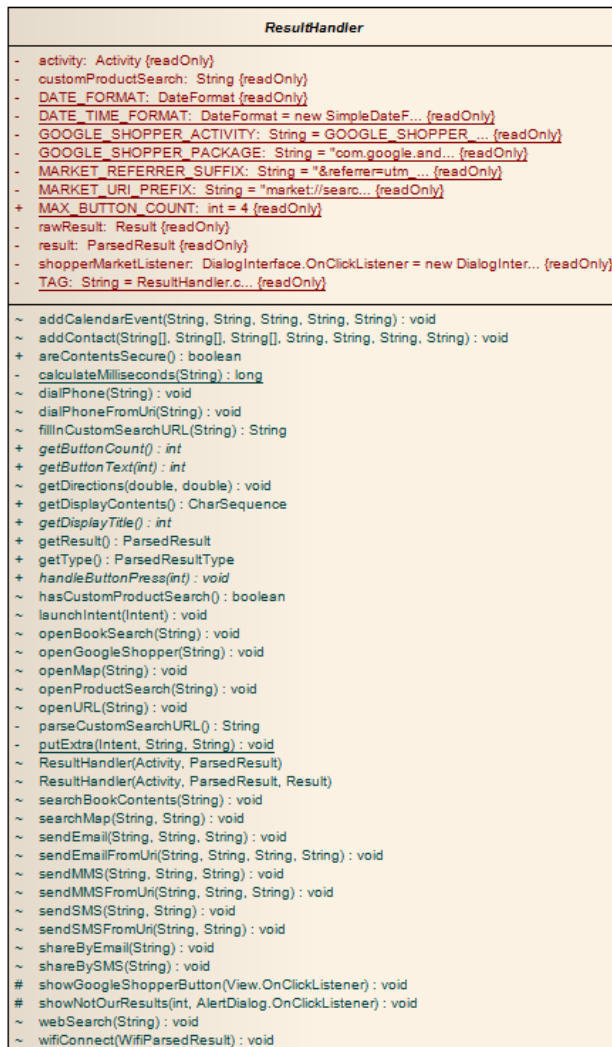 ResultHandler
- activity: Activity {readOnly}
- customProductSearch: String {readOnly}
- DATE_FORMAT: DateFormat {readOnly}
- DATE_TIME_FORMAT: DateFormat = new SimpleDateF... {readOnly}
- GOOGLE_SHOPPER_ACTIVITY: String = GOOGLE_SHOPPER_... {readOnly}
- GOOGLE_SHOPPER_PACKAGE: String = "com.google.and... {readOnly}
- MARKET_REFERRER_SUFFIX: String = "&referrer=utm_... {readOnly}
- MARKET_URI_PREFIX: String = "market://searc... {readOnly}
+ MAX_BUTTON_COUNT: int = 4 {readOnly}
- rawResult: Result {readOnly}
- result: ParsedResult {readOnly}
- shopperMarketListener: DialogInterface.OnClickListener = new DialogInter... {readOnly}
- TAG: String = ResultHandler.c... {readOnly}
~ addCalendarEvent(String, String, String, String, String) : void
~ addContact(String[], String[], String[], String, String, String, String) : void
+ areContentsSecure() : boolean
- calculateMilliseconds(String) : long
~ dialPhone(String) : void
~ dialPhoneFromUri(String) : void
~ fillInCustomSearchURL(String) : String
+ getButtonCount() : int
+ getButtonText(int) : int
~ getDirections(double, double) : void
+ getDisplayContents() : CharSequence
+ getDisplayTitle() : int
+ getResult() : ParsedResult
+ getType() : ParsedResultType
+ handleButtonPress(int) : void
~ hasCustomProductSearch() : boolean
~ launchIntent(Intent) : void
~ openBookSearch(String) : void
~ openGoogleShopper(String) : void
~ openMap(String) : void
~ openProductSearch(String) : void
~ openURL(String) : void
- parseCustomSearchURL() : String
- putExtra(Intent, String, String) : void
~ ResultHandler(Activity, ParsedResult)
~ ResultHandler(Activity, ParsedResult, Result)
~ searchBookContents(String) : void
~ searchMap(String, String) : void
~ sendEmail(String, String, String) : void
~ sendEmailFromUri(String, String, String, String) : void
~ sendMMS(String, String, String) : void
~ sendMMSFromUri(String, String, String) : void
~ sendSMS(String, String) : void
~ sendSMSFromUri(String, String) : void
~ shareByEmail(String) : void
~ shareBySMS(String) : void
# showGoogleShopperButton(View.OnClickListener) : void
# showNotOurResults(int, AlertDialog.OnClickListener) : void
~ webSearch(String) : void
~ wifiConnect(WifiParsedResult) : void